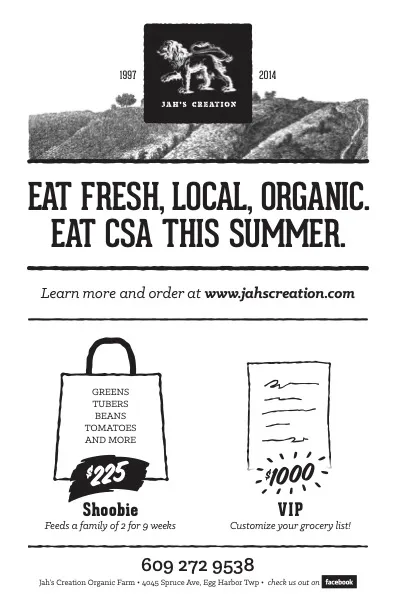 1997
2014
JAH'S CREATION
EAT FRESH, LOCAL, ORGANIC.
EAT CSA THIS SUMMER.
Learn more and order at www.jahscreation.com
GREENS
TUBERS
BEANS
TOMATOES
AND MORE
$225
Shoobie
Feeds a family of 2 for 9 weeks
$1000
VIP
Customize your grocery list!
609 272 9538
Jah's Creation Organic Farm • 4045 Spruce Ave, Egg Harbor Twp • check us out on facebook